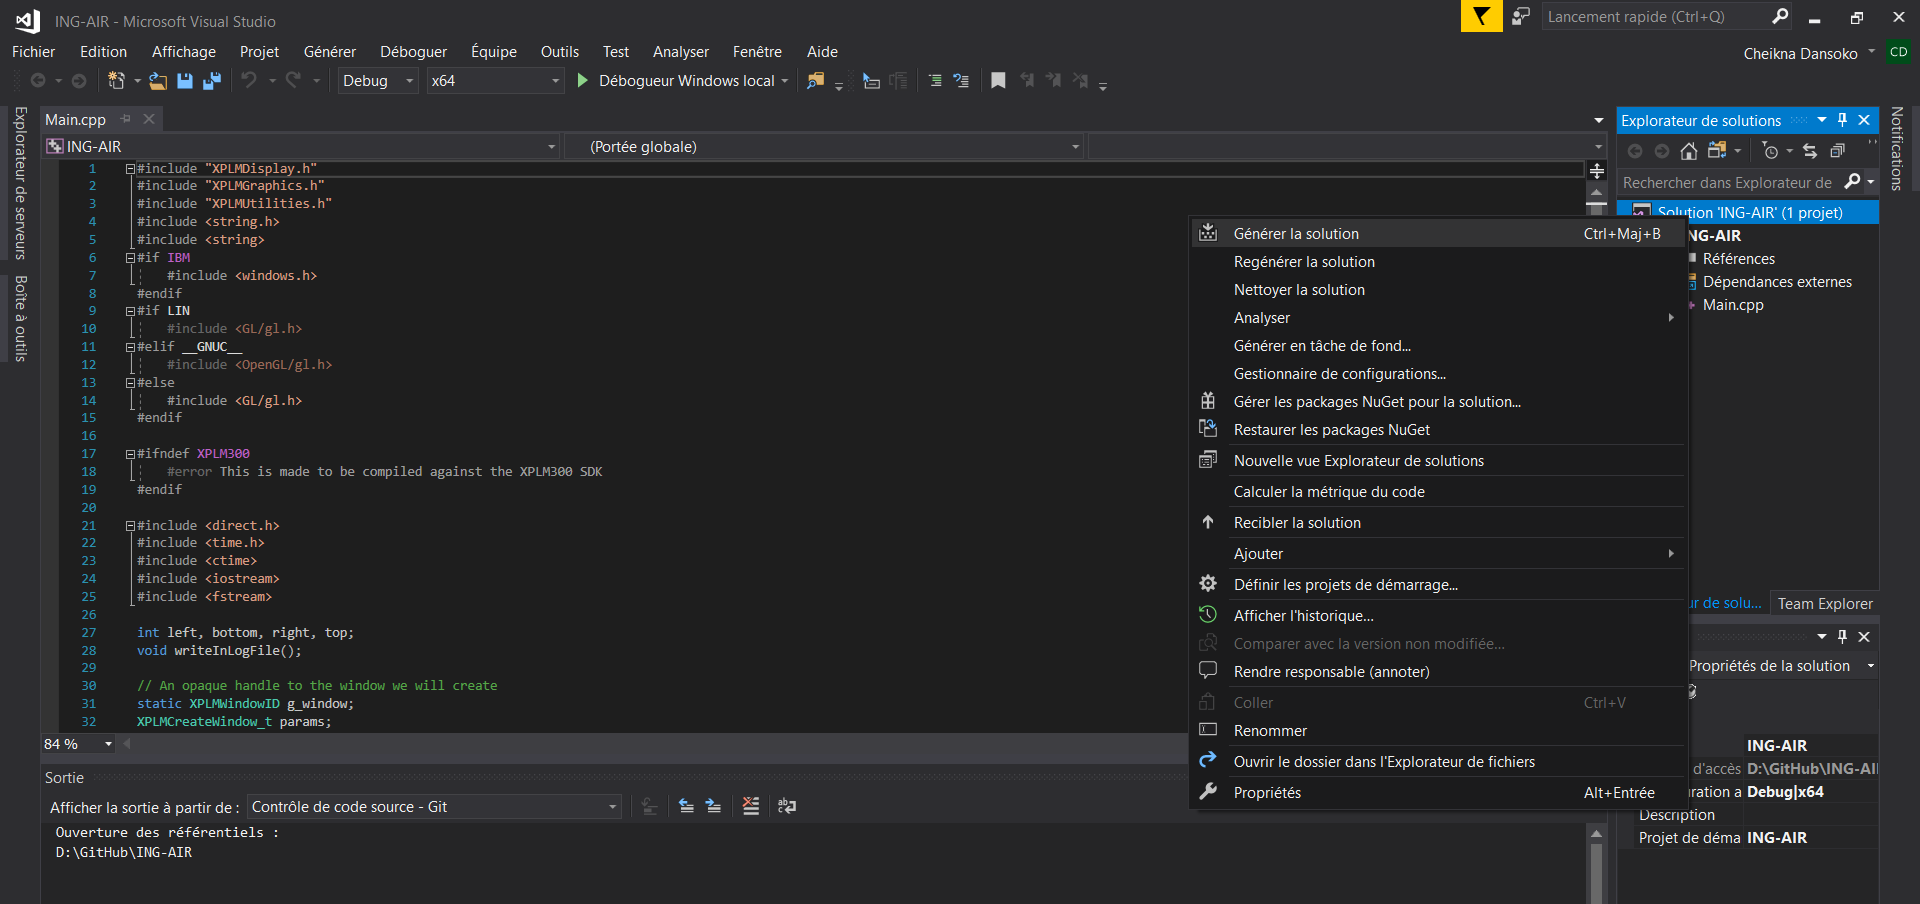 ING-AIR - Microsoft Visual Studio
Lancement rapide (Ctrl+Q)
Fichier Edition Affichage Projet Générer Déboguer Équipe Outils Test Analyser Fenêtre Aide
Cheikna Dansoko CD
Debug x64 Débogueur Windows local
Explorateur de serveurs
Boîte à outils
Main.cpp
ING-AIR (Portée globale)
1 #include "XPLMDisplay.h"
2 #include "XPLMGraphics.h"
3 #include "XPLMUtilities.h"
4 #include <string.h>
5 #include <string>
6 #if IBM
7 #include <windows.h>
8 #endif
9 #if LIN
10 #include <GL/gl.h>
11 #elif __GNUC__
12 #include <OpenGL/gl.h>
13 #else
14 #include <GL/gl.h>
15 #endif
16
17 #ifndef XPLM300
18 #error This is made to be compiled against the XPLM300 SDK
19 #endif
20
21 #include <direct.h>
22 #include <time.h>
23 #include <ctime>
24 #include <iostream>
25 #include <fstream>
26
27 int left, bottom, right, top;
28 void writeInLogFile();
29
30 // An opaque handle to the window we will create
31 static XPLMWindowID g_window;
32 XPLMCreateWindow_t params;
84 %
Sortie
Afficher la sortie à partir de : Contrôle de code source - Git
Ouverture des référentiels :
D:\GitHub\ING-AIR
Générer la solution Ctrl+Maj+B
Regénérer la solution
Nettoyer la solution
Analyser
Générer en tâche de fond...
Gestionnaire de configurations...
Gérer les packages NuGet pour la solution...
Restaurer les packages NuGet
Nouvelle vue Explorateur de solutions
Calculer la métrique du code
Recibler la solution
Ajouter
Définir les projets de démarrage...
Afficher l'historique...
Comparer avec la version non modifiée...
Rendre responsable (annoter)
Coller Ctrl+V
Renommer
Ouvrir le dossier dans l'Explorateur de fichiers
Propriétés Alt+Entrée
Explorateur de solutions
Rechercher dans Explorateur de
Solution 'ING-AIR' (1 projet)
NG-AIR
Références
Dépendances externes
Main.cpp
ur de solu... Team Explorer
Propriétés de la solution
ING-AIR
d'accès D:\GitHub\ING-AI
uration a Debug|x64
Description
Projet de déma ING-AIR
Notifications